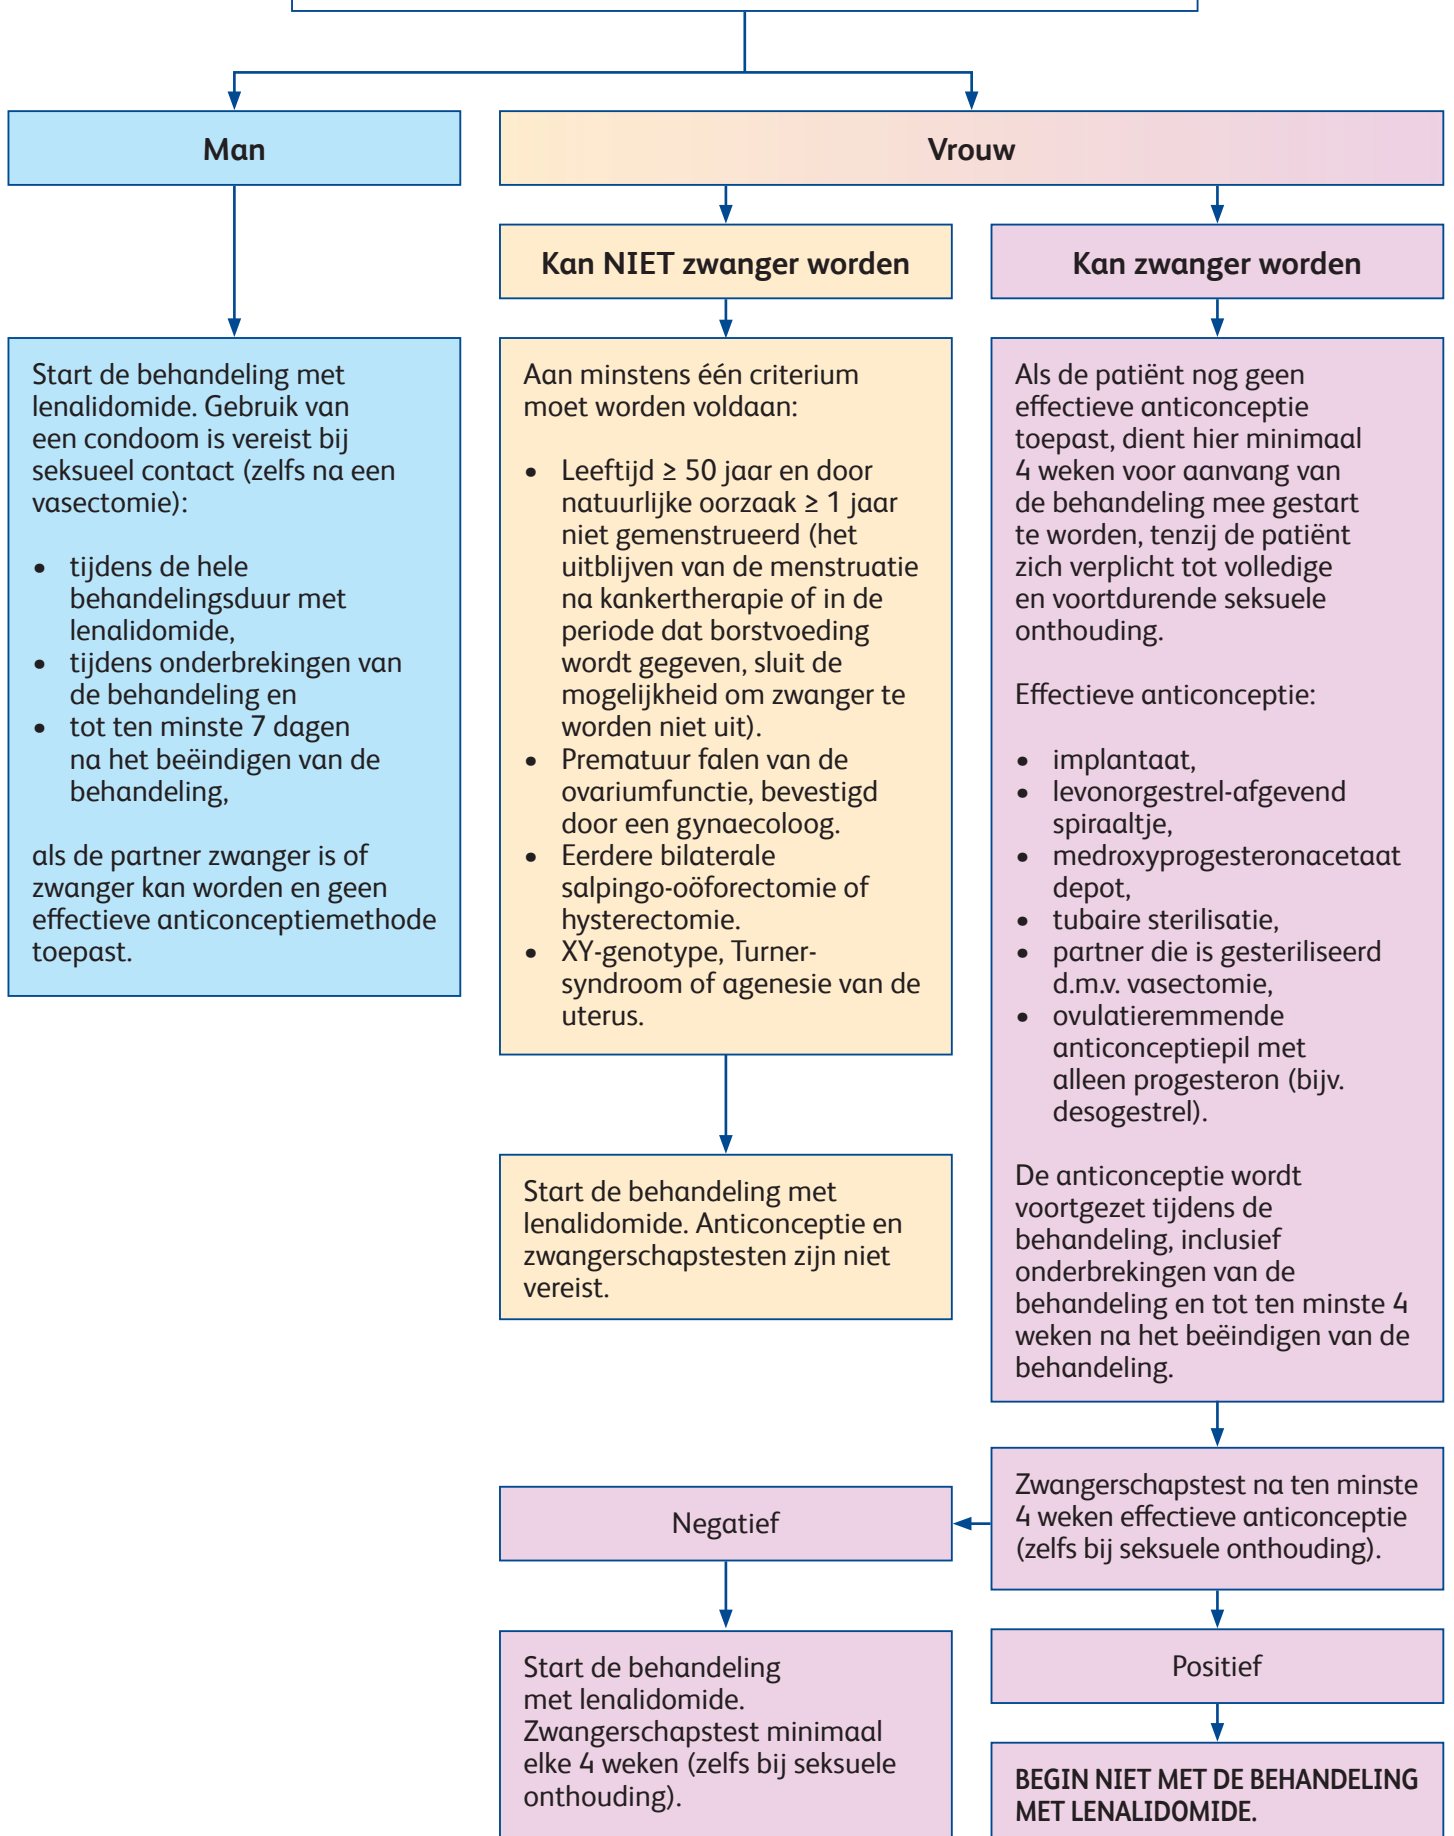 Man
Vrouw
Kan NIET zwanger worden
Kan zwanger worden
Start de behandeling met
lenalidomide. Gebruik van
een condoom is vereist bij
seksueel contact (zelfs na een
vasectomie):
• tijdens de hele
behandelingsduur met
lenalidomide,
• tijdens onderbrekingen van
de behandeling en
• tot ten minste 7 dagen
na het beëindigen van de
behandeling,
als de partner zwanger is of
zwanger kan worden en geen
effectieve anticonceptiemethode
toepast.
Aan minstens één criterium
moet worden voldaan:
• Leeftijd ≥ 50 jaar en door
natuurlijke oorzaak ≥ 1 jaar
niet gemenstrueerd (het
uitblijven van de menstruatie
na kankertherapie of in de
periode dat borstvoeding
wordt gegeven, sluit de
mogelijkheid om zwanger te
worden niet uit).
• Prematuur falen van de
ovariumfunctie, bevestigd
door een gynaecoloog.
• Eerdere bilaterale
salpingo-oöforectomie of
hysterectomie.
• XY-genotype, Turner-
syndroom of agenesie van de
uterus.
Start de behandeling met
lenalidomide. Anticonceptie en
zwangerschapstesten zijn niet
vereist.
Als de patiënt nog geen
effectieve anticonceptie
toepast, dient hier minimaal
4 weken voor aanvang van
de behandeling mee gestart
te worden, tenzij de patiënt
zich verplicht tot volledige
en voortdurende seksuele
onthouding.
Effectieve anticonceptie:
• implantaat,
• levonorgestrel-afgevend
spiraaltje,
• medroxyprogesteronacetaat
depot,
• tubaire sterilisatie,
• partner die is gesteriliseerd
d.m.v. vasectomie,
• ovulatieremmende
anticonceptiepil met
alleen progesteron (bijv.
desogestrel).
De anticonceptie wordt
voortgezet tijdens de
behandeling, inclusief
onderbrekingen van de
behandeling en tot ten minste 4
weken na het beëindigen van de
behandeling.
Zwangerschapstest na ten minste
4 weken effectieve anticonceptie
(zelfs bij seksuele onthouding).
Negatief
Start de behandeling
met lenalidomide.
Zwangerschapstest minimaal
elke 4 weken (zelfs bij seksuele
onthouding).
Positief
BEGIN NIET MET DE BEHANDELING
MET LENALIDOMIDE.